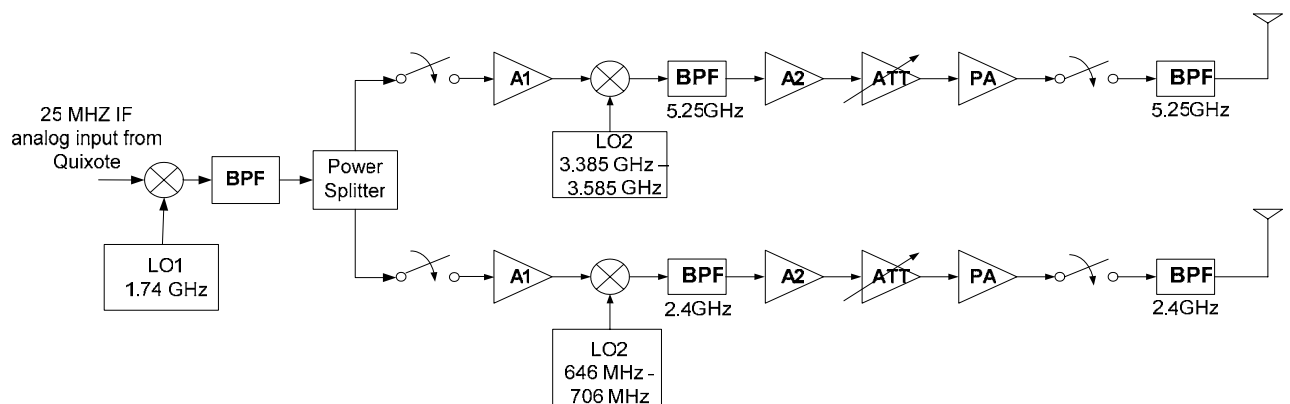 25 MHZ IF
analog input from
Quixote
BPF
Power
Splitter
LO1
1.74 GHz
A1
BPF
5.25GHz
A2
ATT
PA
BPF
5.25GHz
LO2
3.385 GHz –
3.585 GHz
A1
BPF
2.4GHz
A2
ATT
PA
BPF
2.4GHz
LO2
646 MHz -
706 MHz